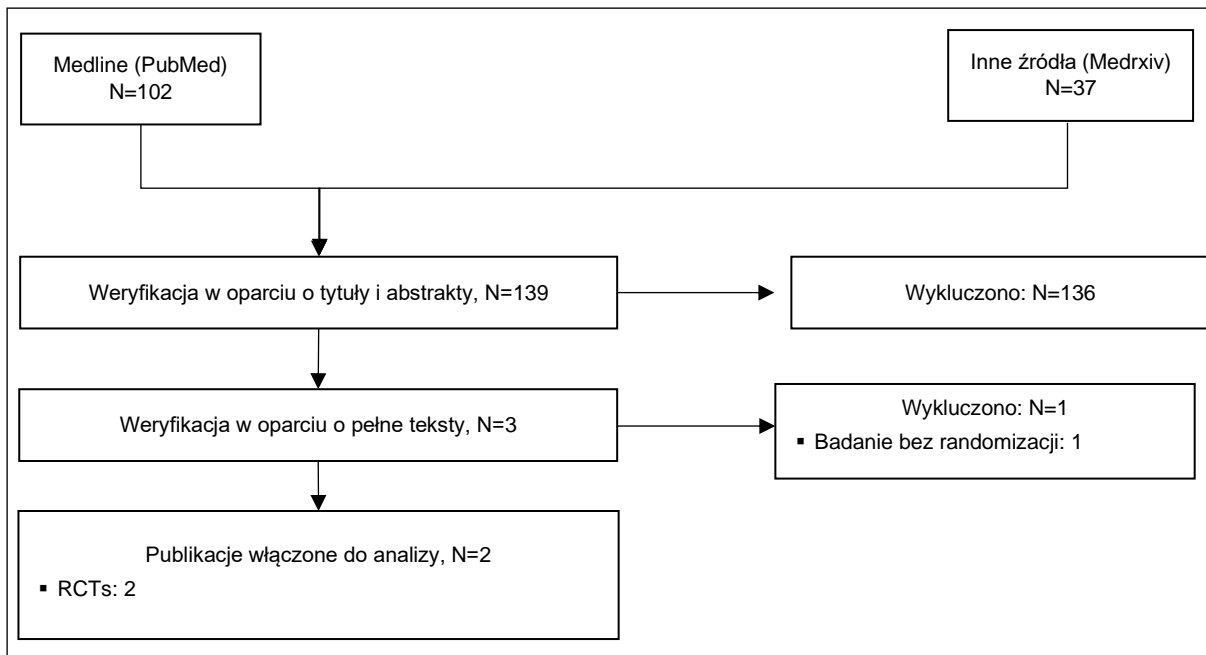 Medline (PubMed)
N=102
Inne źródła (Medrxiv)
N=37
Weryfikacja w oparciu o tytuły i abstrakty, N=139
Wykluczono: N=136
Weryfikacja w oparciu o pełne teksty, N=3
Wykluczono: N=1
▪ Badanie bez randomizacji: 1
Publikacje włączone do analizy, N=2
▪ RCTs: 2